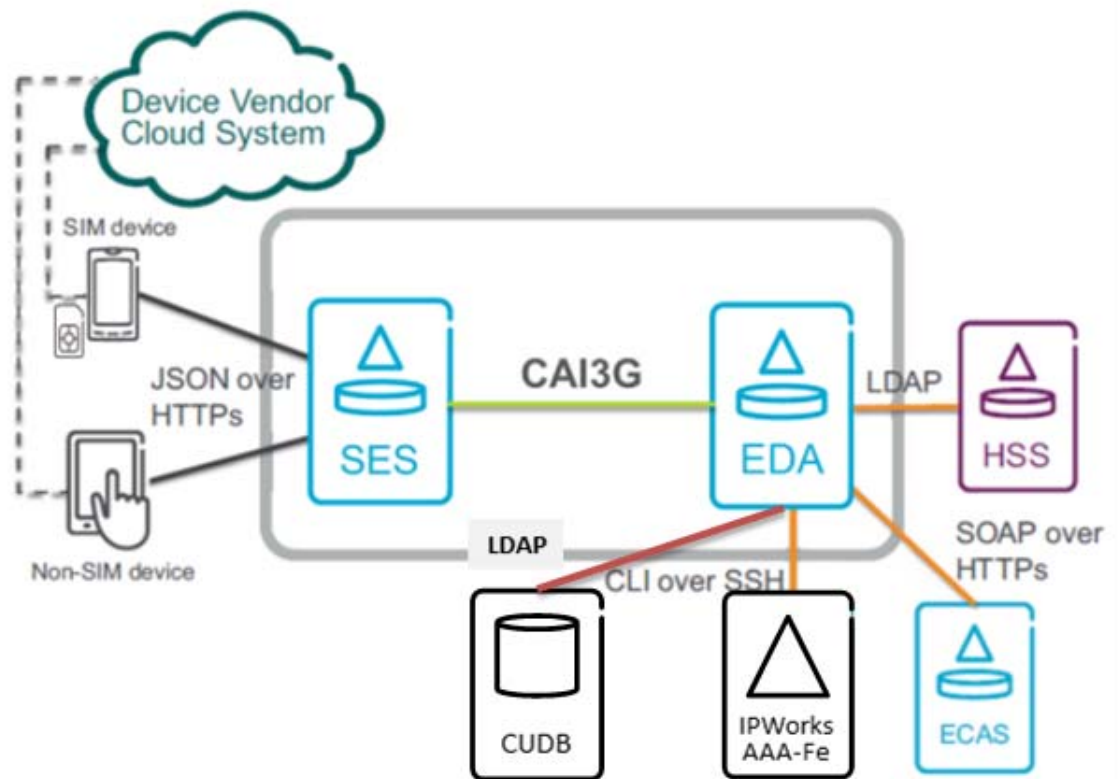 Device Vendor
Cloud System
SIM device
JSON over
HTTPs
Non-SIM device
SES
CAI3G
EDA
LDAP
HSS
LDAP
CLI over SSH
SOAP over
HTTPs
CUDB
IPWorks
AAA-Fe
ECAS